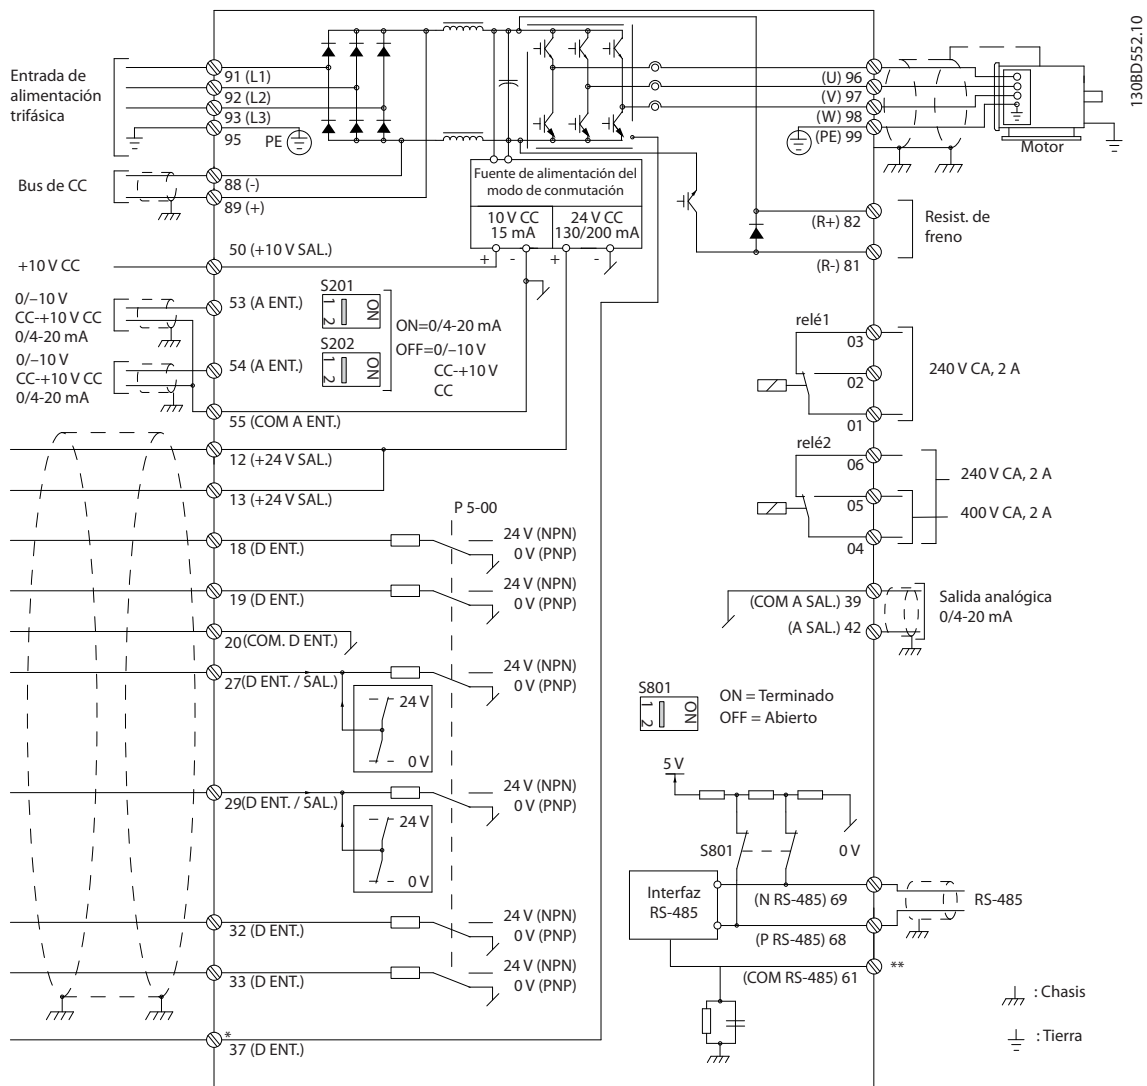 130BD552.10
Entrada de
alimentación
trifásica
91 (L1)
92 (L2)
93 (L3)
95
PE
Bus de CC
88 (-)
89 (+)
50 (+10 V SAL.)
+10 V CC
0/−10 V
CC-+10 V CC
0/4-20 mA
53 (A ENT.)
0/−10 V
CC-+10 V CC
0/4-20 mA
54 (A ENT.)
55 (COM A ENT.)
12 (+24 V SAL.)
13 (+24 V SAL.)
18 (D ENT.)
19 (D ENT.)
20 (COM. D ENT.)
27 (D ENT. / SAL.)
24 V
0 V
29 (D ENT. / SAL.)
24 V
0 V
32 (D ENT.)
33 (D ENT.)
*
37 (D ENT.)
S201
1 2
ON
S202
1 2
ON
ON=0/4-20 mA
OFF=0/−10 V
CC-+10 V
CC
Fuente de alimentación del
modo de conmutación
10 V CC
15 mA
24 V CC
130/200 mA
+ - + -
P 5-00
24 V (NPN)
0 V (PNP)
24 V (NPN)
0 V (PNP)
24 V (NPN)
0 V (PNP)
24 V (NPN)
0 V (PNP)
24 V (NPN)
0 V (PNP)
24 V (NPN)
0 V (PNP)
(U) 96
(V) 97
(W) 98
(PE) 99
Motor
(R+) 82
(R-) 81
Resist. de
freno
relé1
03
02
01
240 V CA, 2 A
relé2
06
05
04
240 V CA, 2 A
400 V CA, 2 A
(COM A SAL.) 39
(A SAL.) 42
Salida analógica
0/4-20 mA
S801
1 2
ON
ON = Terminado
OFF = Abierto
5 V
S801
0 V
Interfaz
RS-485
(N RS-485) 69
(P RS-485) 68
(COM RS-485) 61
RS-485
**
: Chasis
: Tierra